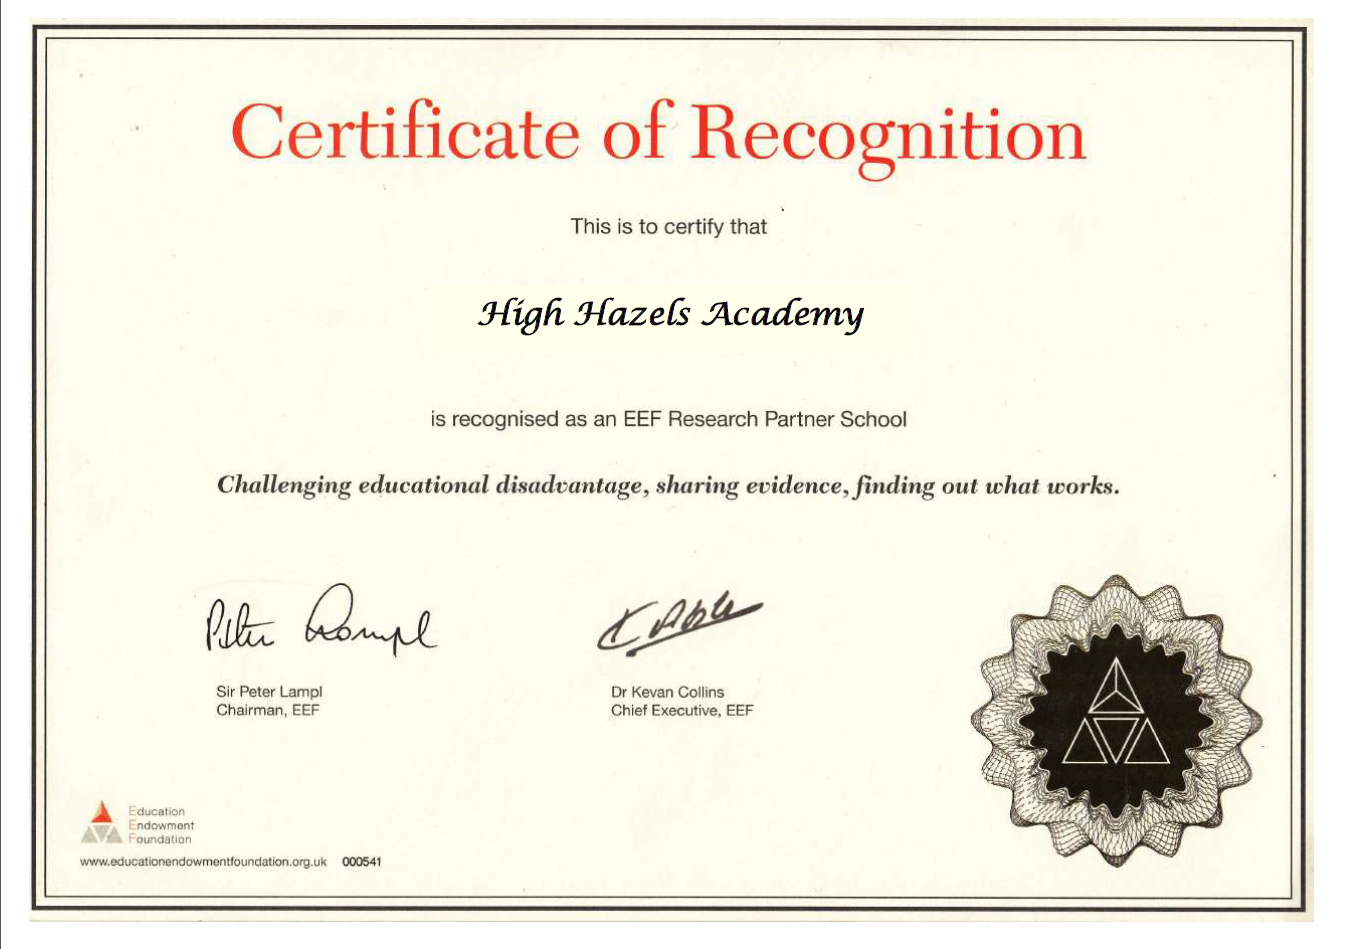 Certificate of Recognition
This is to certify that
High Hazels Academy
is recognised as an EEF Research Partner School
Challenging educational disadvantage, sharing evidence, finding out what works.
Peter Lampl
Sir Peter Lampl
Chairman, EEF
Dr Kevan Collins
Chief Executive, EEF
Education
Endowment
Foundation
www.educationendowmentfoundation.org.uk 000541